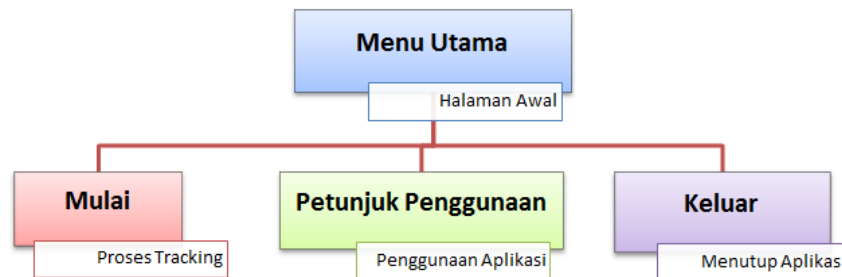 Menu Utama
Halaman Awal
Mulai
Proses Tracking
Petunjuk Penggunaan
Penggunaan Aplikasi
Keluar
Menutup Aplikas